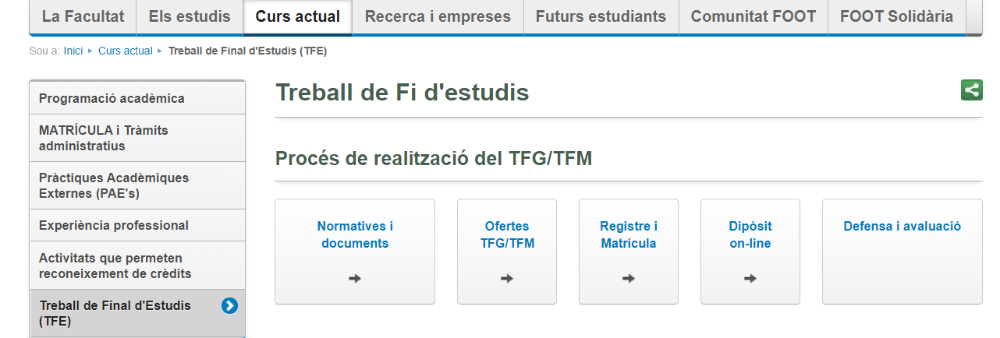 La Facultat
Els estudis
Curs actual
Recerca i empreses
Futurs estudiants
Comunitat FOOT
FOOT Solidària
Sou a: Inici ▸ Curs actual ▸ Treball de Final d'Estudis (TFE)
Programació acadèmica
MATRÍCULA i Tràmits
administratius
Pràctiques Acadèmiques
Externes (PAE's)
Experiència professional
Activitats que permeten
reconeixement de crèdits
Treball de Final d'Estudis
(TFE)
Treball de Fi d'estudis
Procés de realització del TFG/TFM
Normatives i
documents
Ofertes
TFG/TFM
Registre i
Matrícula
Dipòsit
on-line
Defensa i avaluació